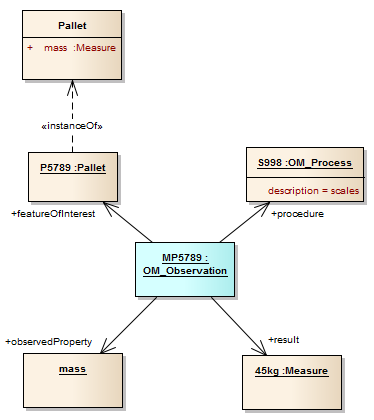 Pallet
+ mass :Measure
«instanceOf»
P5789 :Pallet
S998 :OM_Process
description = scales
+featureOfInterest
+procedure
MP5789 :
OM_Observation
+observedProperty
+result
mass
45kg :Measure